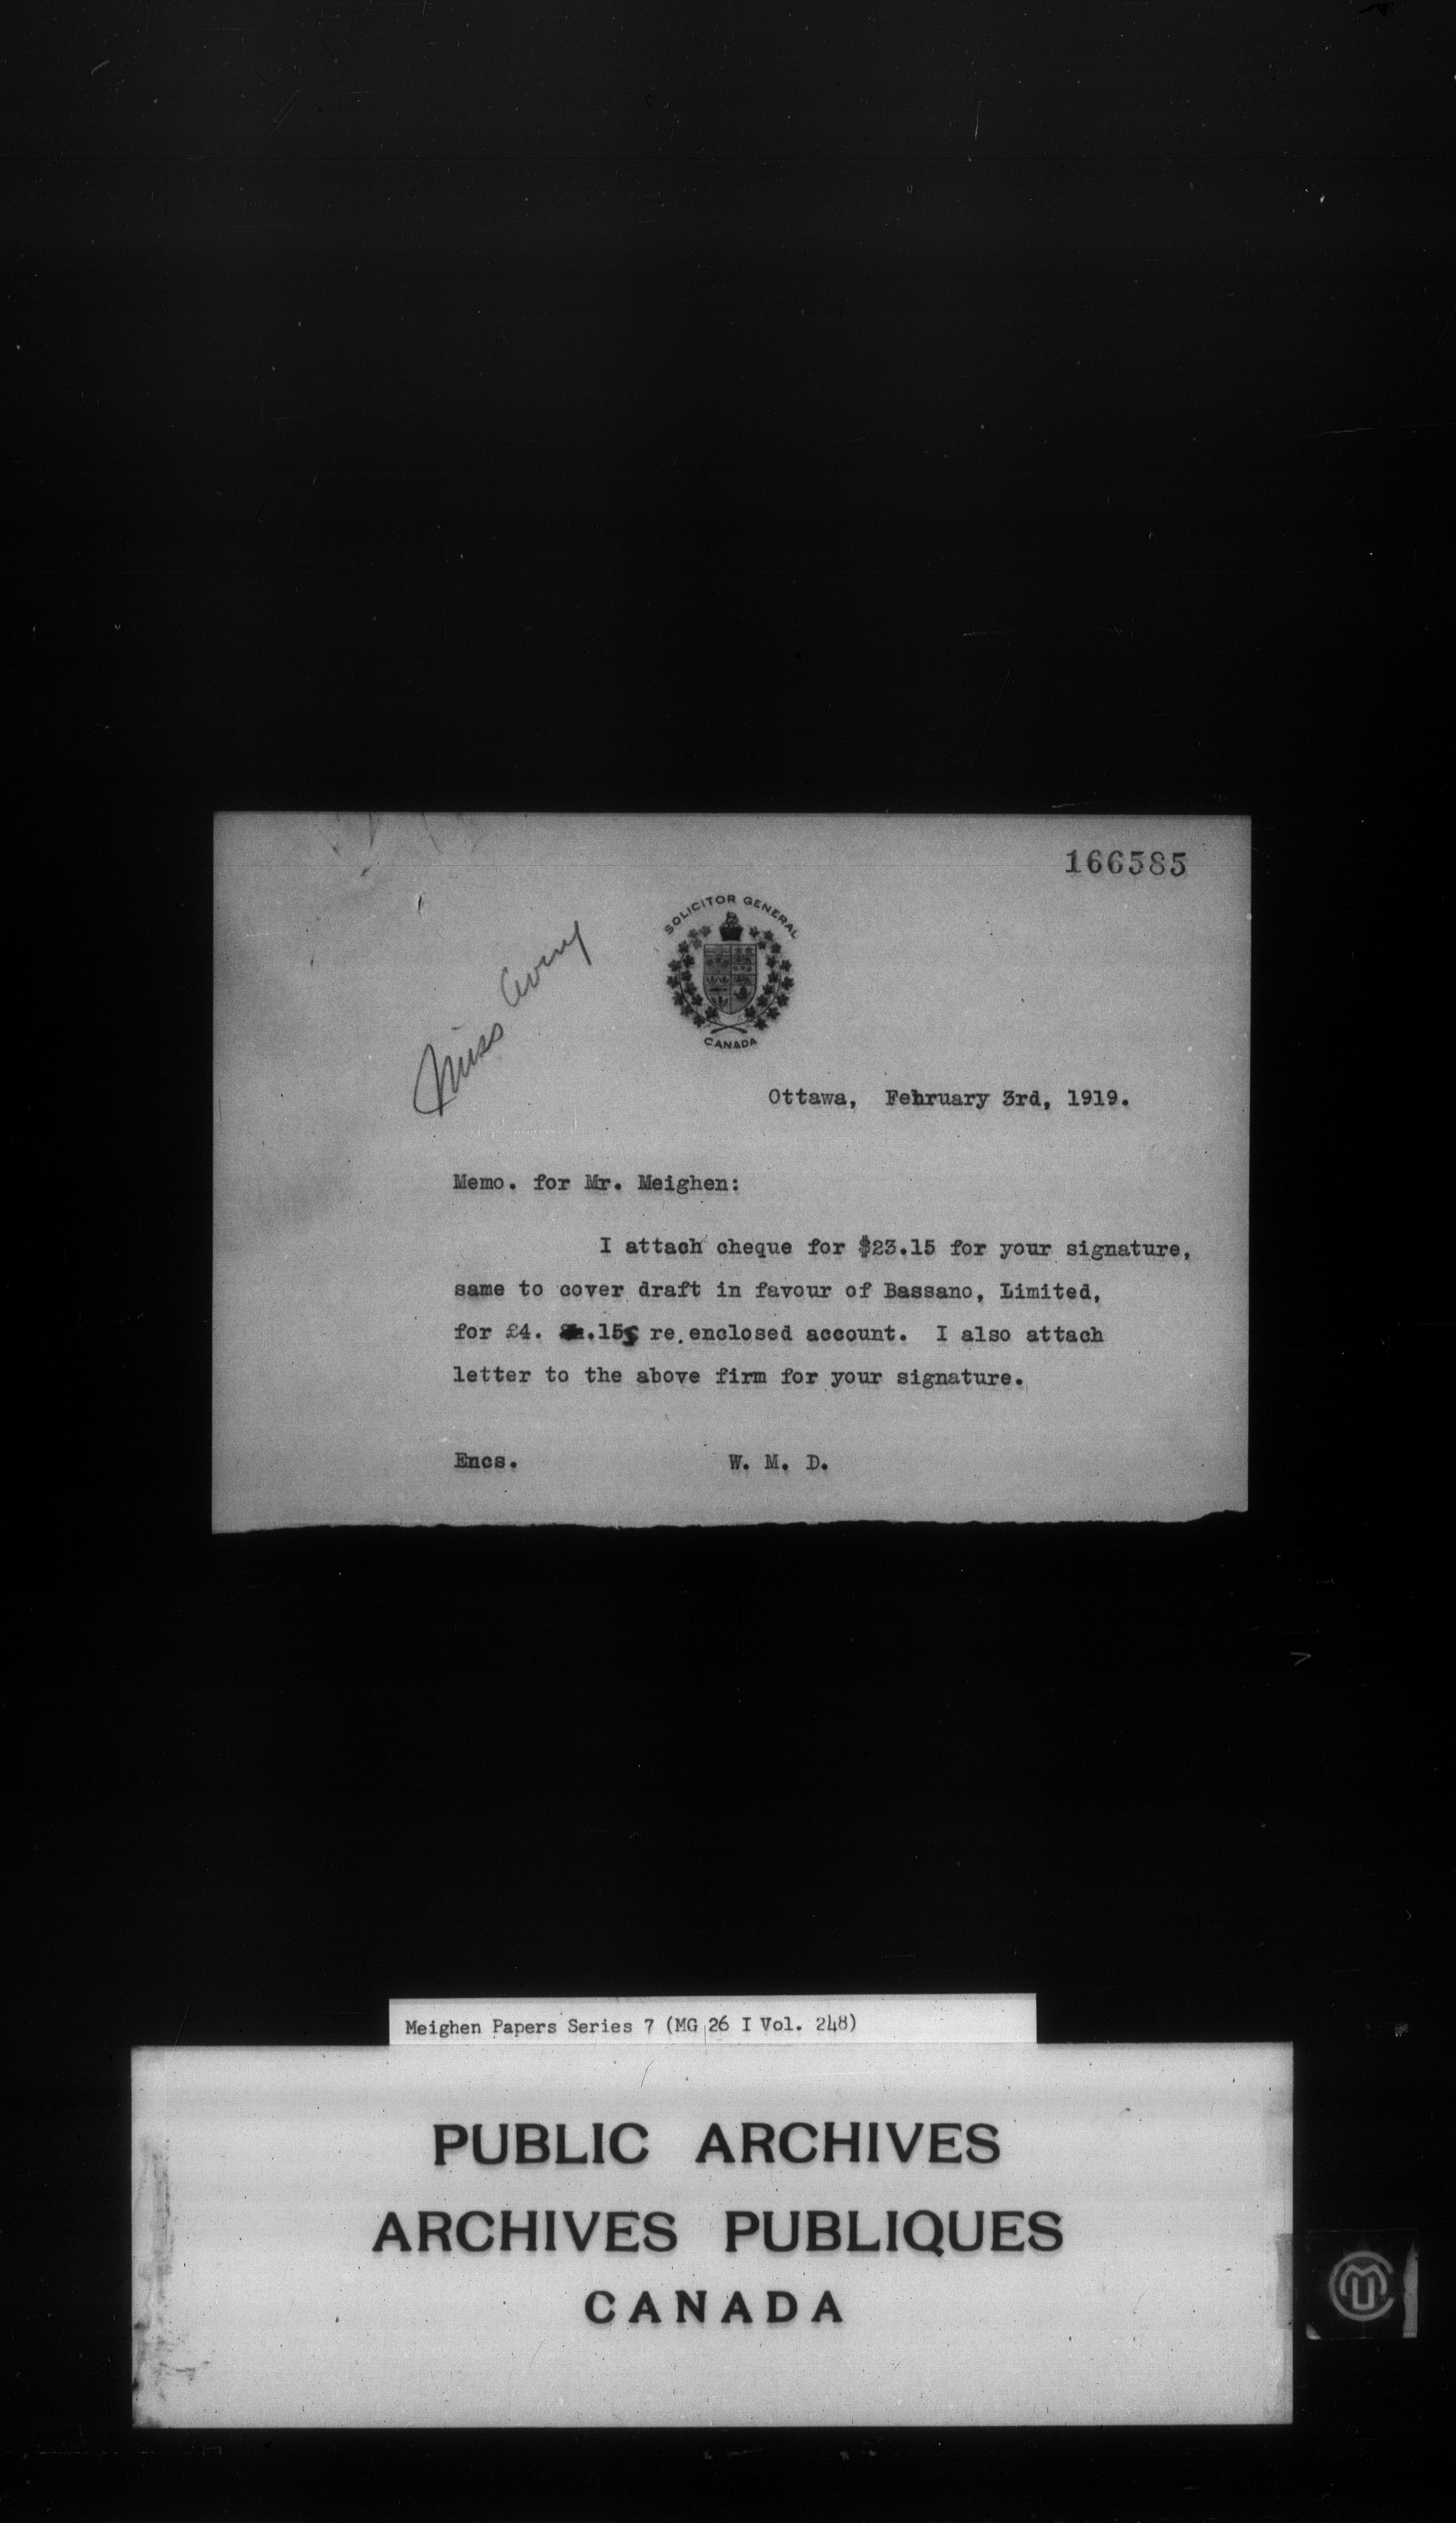 166585
SOLICITOR GENERAL
CANADA
Miss
Ottawa, February 3rd, 1919.
Memo. for Mr. Meighen:
I attach cheque for $23.15 for your signature,
same to cover draft in favour of Bassano, Limited,
for £4. .15s re enclosed account. I also attach
letter to the above firm for your signature.
Encs. W. M. D.
Meighen Papers Series 7 (MG 26 I Vol. 248)
PUBLIC ARCHIVES
ARCHIVES PUBLIQUES
CANADA